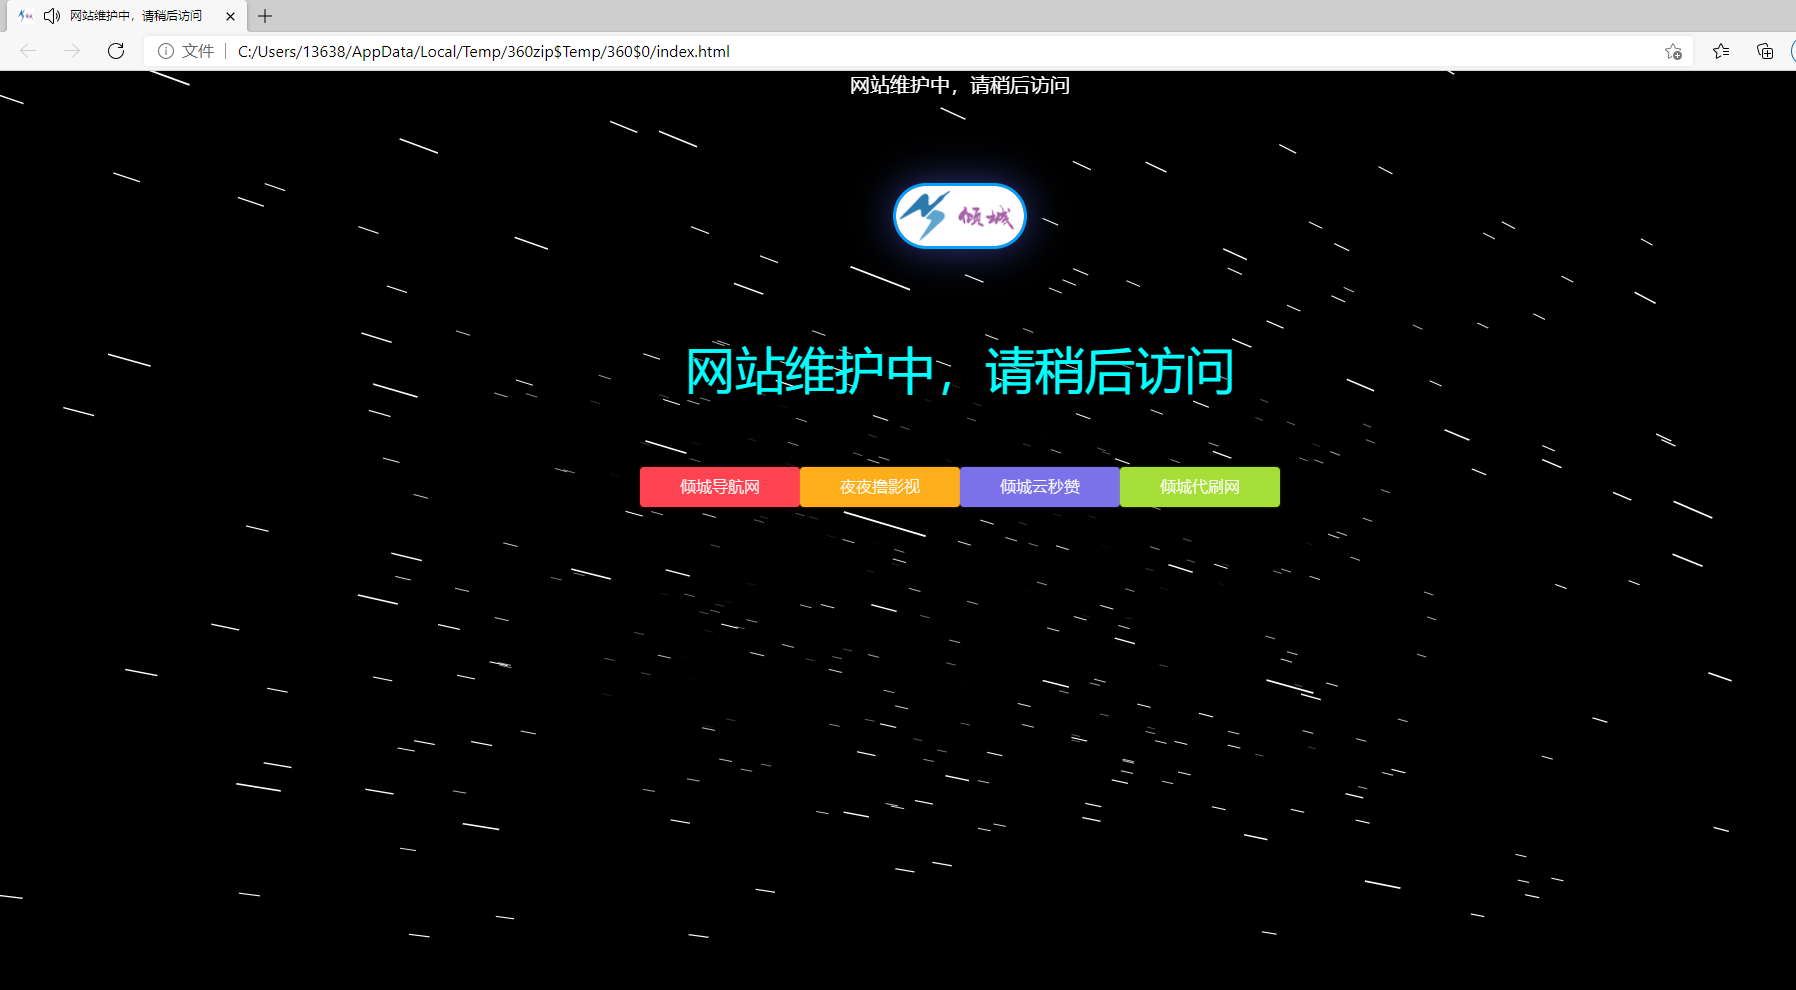 网站维护中，请稍后访问
文件
C:/Users/13638/AppData/Local/Temp/360zip$Temp/360$0/index.html
网站维护中，请稍后访问
倾城
网站维护中，请稍后访问
倾城导航网
夜夜撸影视
倾城云秒赞
倾城代刷网